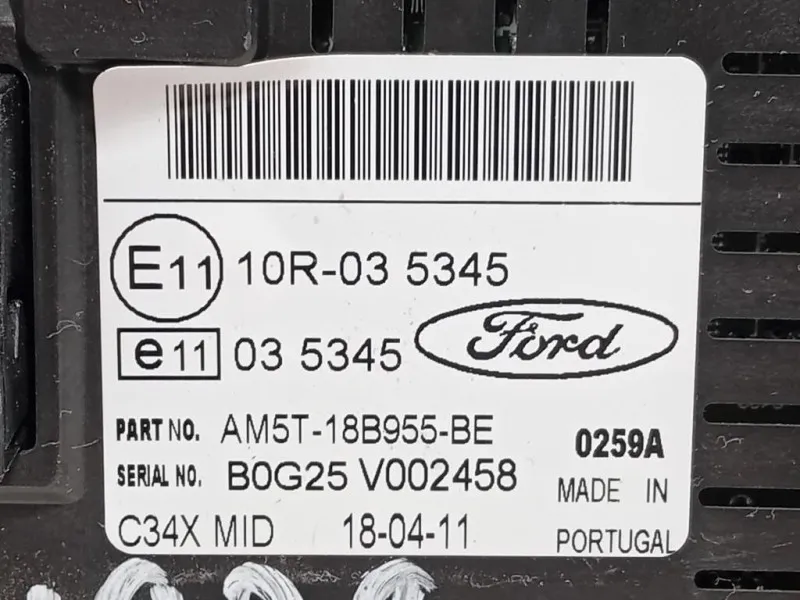 E11 10R-03 5345
e11 03 5345 Ford
PART NO. AM5T-18B955-BE 0259A
SERIAL NO. B0G25 V002458 MADE IN
C34X MID 18-04-11 PORTUGAL